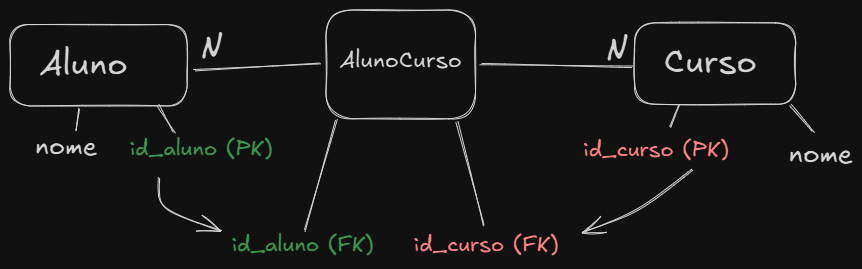 Aluno
N
AlunoCurso
N
Curso
nome
id_aluno (PK)
id_curso (PK)
nome
id_aluno (FK)
id_curso (FK)